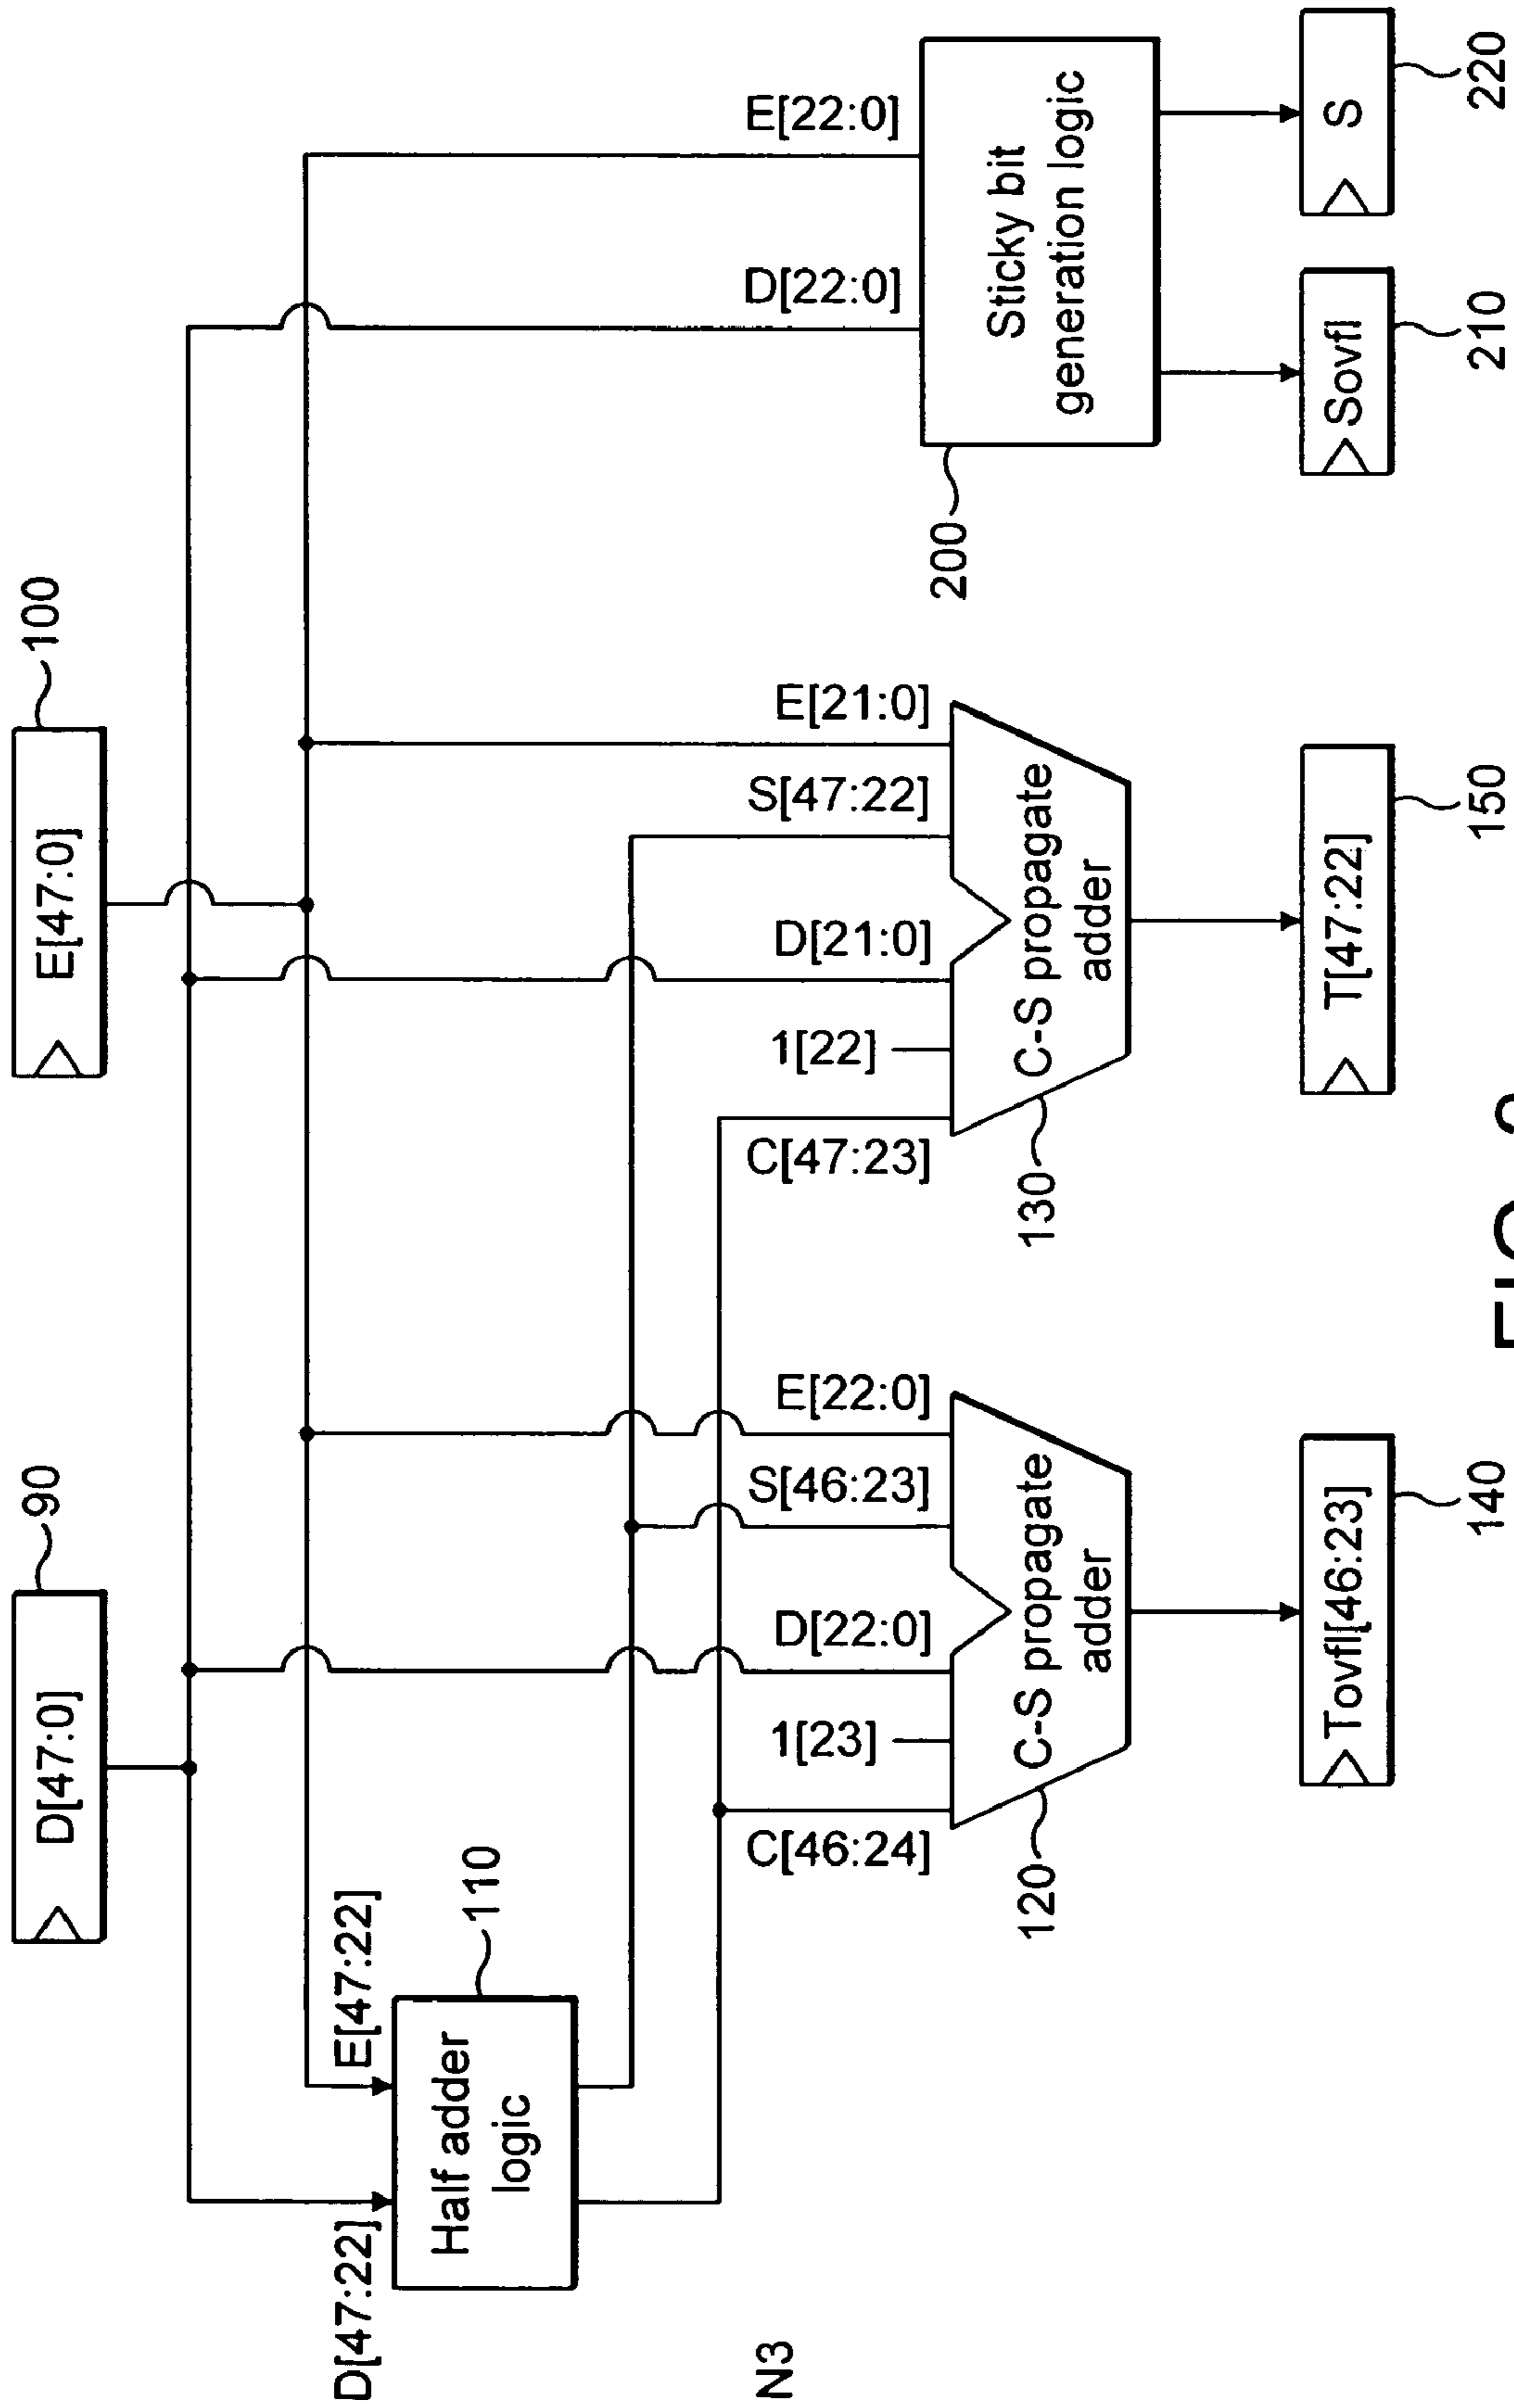 D[47:0]
90
E[47:0]
100
D[47:22]
E[47:22]
Half adder
logic
110
N3
C[46:24]
1[23]
D[22:0]
S[46:23]
E[22:0]
C-S propagate
adder
120
Tovfl[46:23]
140
C[47:23]
1[22]
D[21:0]
S[47:22]
E[21:0]
C-S propagate
adder
130
T[47:22]
150
D[22:0]
E[22:0]
Sticky bit
generation logic
200
Sovfl
210
S
220